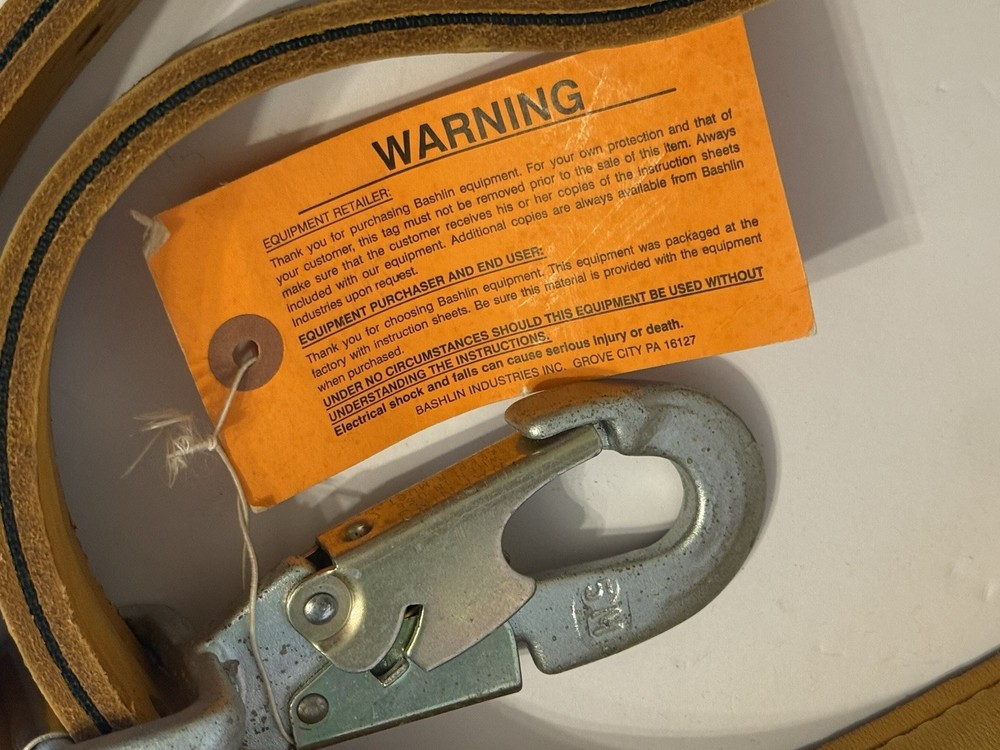 WARNING
EQUIPMENT RETAILER:
Thank you for purchasing Bashlin equipment. For your own protection and that of
your customer, this tag must not be removed prior to the sale of this item. Always
make sure that the customer receives his or her copies of the instruction sheets
included with our equipment. Additional copies are always available from Bashlin
Industries upon request.
EQUIPMENT PURCHASER AND END USER:
Thank you for choosing Bashlin equipment. This equipment was packaged at the
factory with instruction sheets. Be sure this material is provided with the equipment
when purchased.
UNDER NO CIRCUMSTANCES SHOULD THIS EQUIPMENT BE USED WITHOUT
UNDERSTANDING THE INSTRUCTIONS.
Electrical shock and falls can cause serious injury or death.
BASHLIN INDUSTRIES INC. GROVE CITY PA 16127